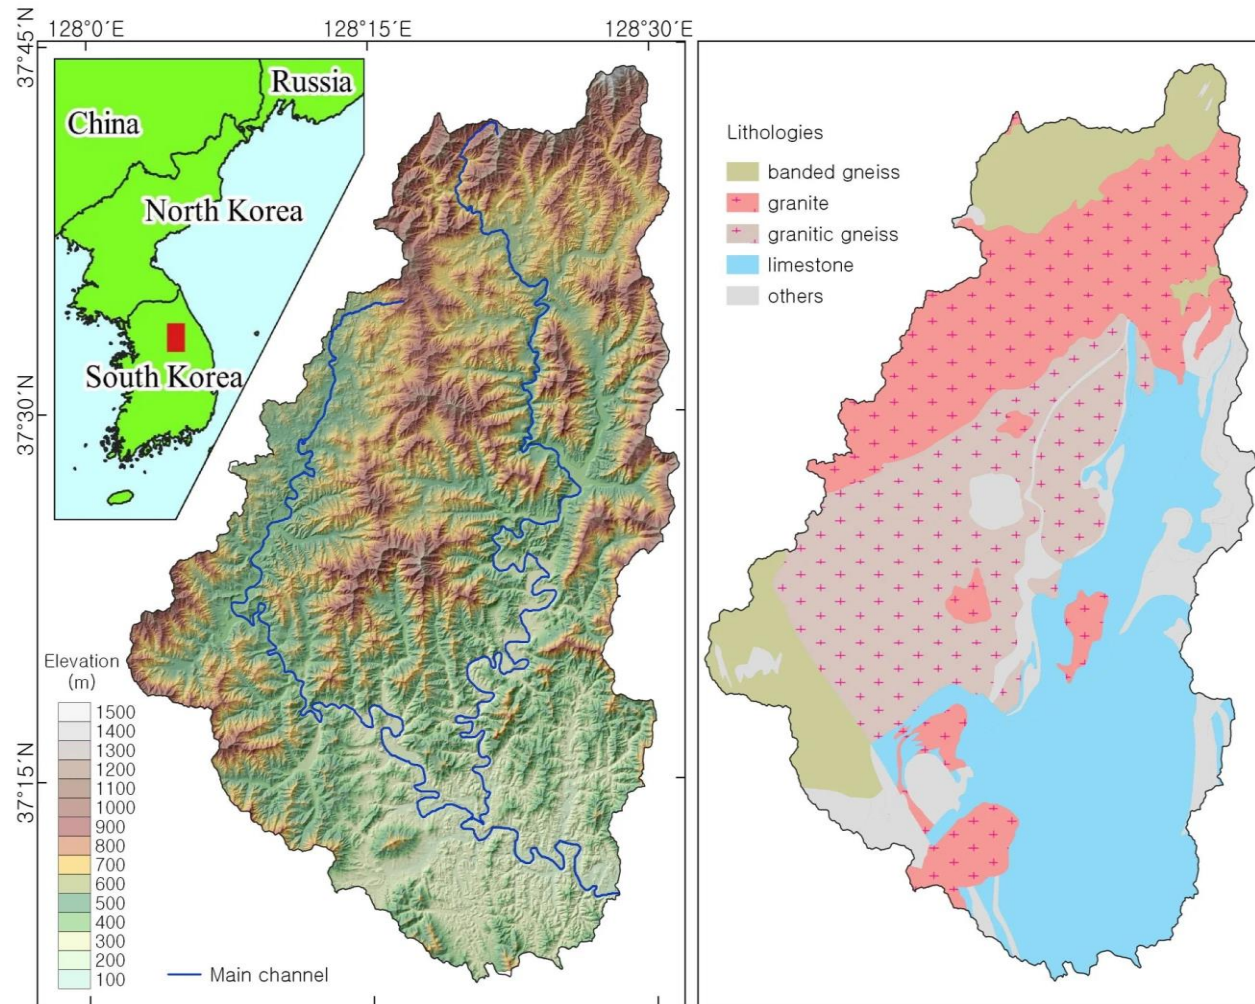 128°0´E
128°15´E
128°30´E
37°45´N
37°30´N
37°15´N
Russia
China
North Korea
South Korea
Elevation
(m)
1500
1400
1300
1200
1100
1000
900
800
700
600
500
400
300
200
100
Main channel
Lithologies
banded gneiss
granite
granitic gneiss
limestone
others